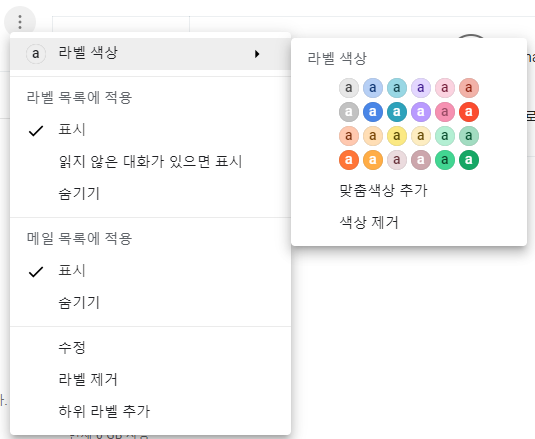 a 라벨 색상
라벨 목록에 적용
표시
읽지 않은 대화가 있으면 표시
숨기기
메일 목록에 적용
표시
숨기기
수정
라벨 제거
하위 라벨 추가
라벨 색상
a a a a a a
a a a a a a
a a a a a a
a a a a a a
맞춤색상 추가
색상 제거
로